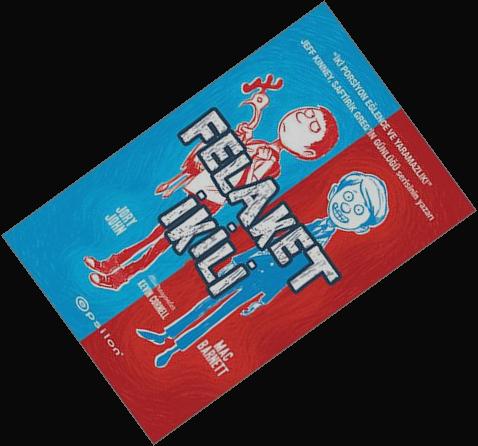 "İKİ PORSİYON EĞLENCE VE YARAMAZLIK!"
JEFF KINNEY, SAFTİRİK GREG'İN GÜNLÜĞÜ serisinin yazarı
FELAKET
İKİLİ
JORY
JOHN
MAC
BARNETT
KEVIN CORNELL
epsilon